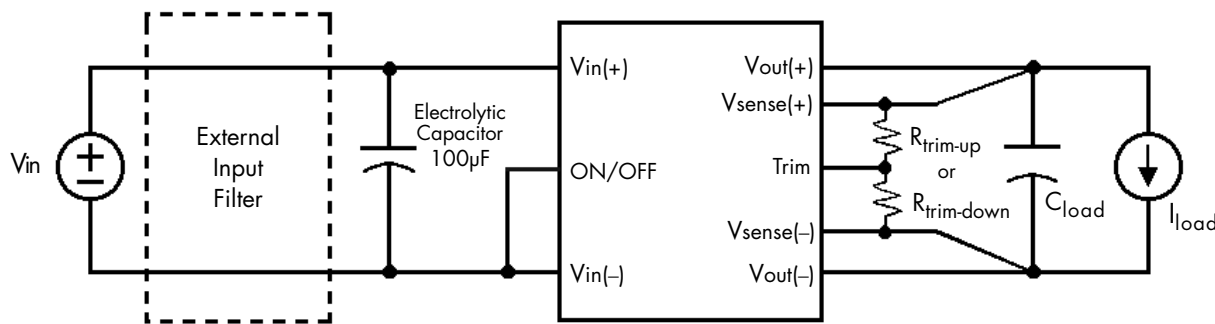 Vin
+
−
External
Input
Filter
Electrolytic
Capacitor
100µF
Vin(+)
ON/OFF
Vin(–)
Vout(+)
Vsense(+)
Trim
Vsense(–)
Vout(–)
Rtrim-up
or
Rtrim-down
Cload
Iload